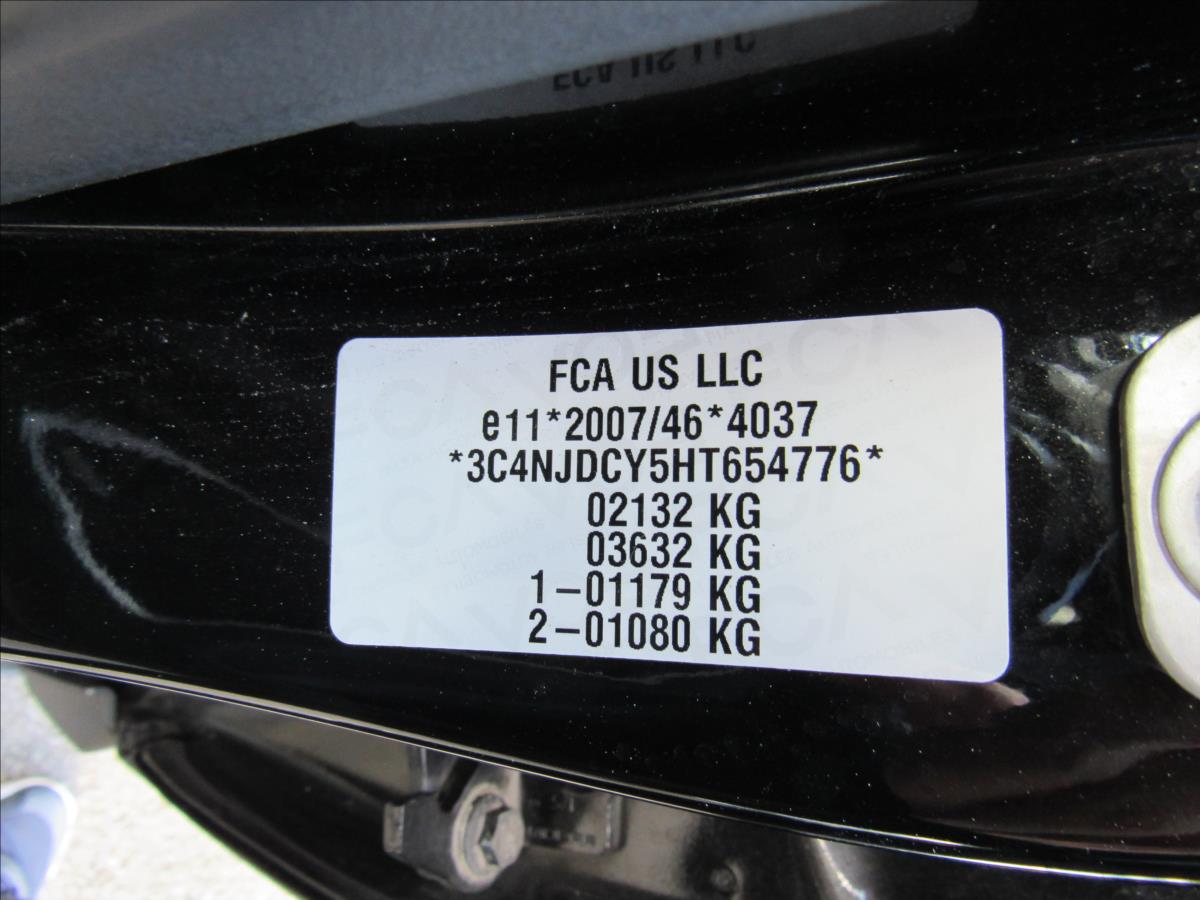 FCA US LLC
e11*2007/46*4037
*3C4NJDCY5HT654776*
02132 KG
03632 KG
1-01179 KG
2-01080 KG